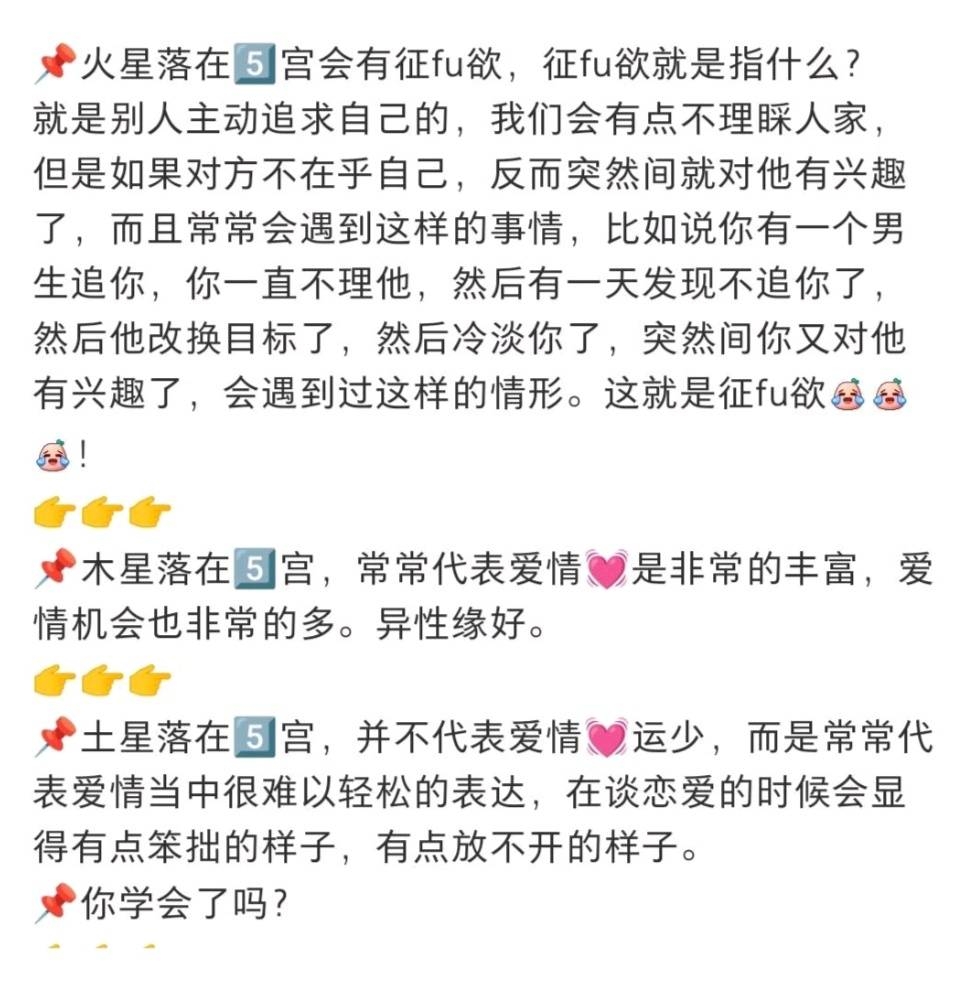 📌火星落在5️⃣宫会有征fu欲，征fu欲就是指什么？
就是别人主动追求自己的，我们会有点不理睬人家，
但是如果对方不在乎自己，反而突然间就对他有兴趣
了，而且常常会遇到这样的事情，比如说你有一个男
生追你，你一直不理他，然后有一天发现不追你了，
然后他改换目标了，然后冷淡你了，突然间你又对他
有兴趣了，会遇到过这样的情形。这就是征fu欲
！
👉👉👉
📌木星落在5️⃣宫，常常代表爱情💓是非常的丰富，爱
情机会也非常的多。异性缘好。
👉👉👉
📌土星落在5️⃣宫，并不代表爱情💓运少，而是常常代
表爱情当中很难以轻松的表达，在谈恋爱的时候会显
得有点笨拙的样子，有点放不开的样子。
📌你学会了吗？